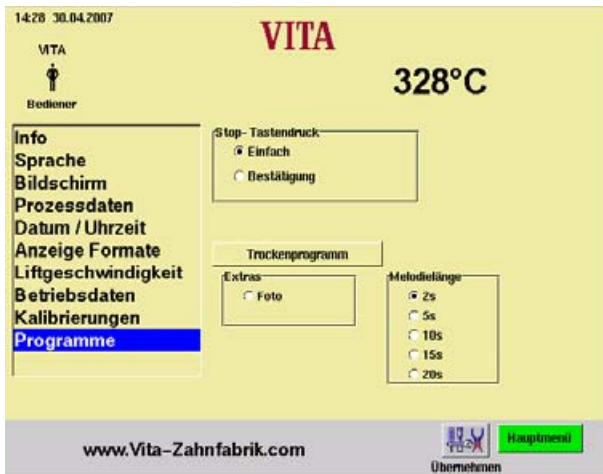 14:28 30.04.2007
VITA
VITA
Bediener
328°C
Info
Sprache
Bildschirm
Prozessdaten
Datum / Uhrzeit
Anzeige Formate
Liftgeschwindigkeit
Betriebsdaten
Kalibrierungen
Programme
Stop- Tastendruck
Einfach
Bestätigung
Trockenprogramm
Extras
Foto
Melodielänge
2s
5s
10s
15s
20s
www.Vita-Zahnfabrik.com
Übernehmen
Hauptmenü